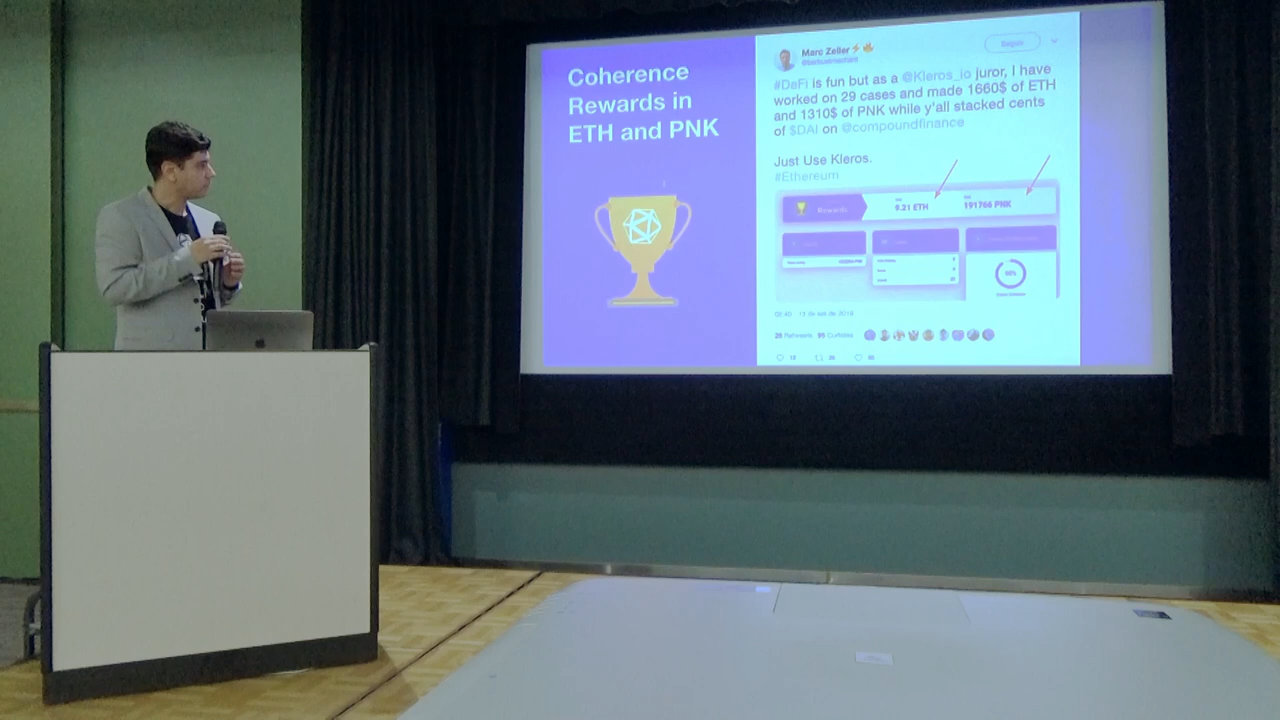 Coherence
Rewards in
ETH and PNK
Marc Zeller⚡🔥
#DeFi is fun but as a @Kleros_io juror, I have
worked on 29 cases and made 1660$ of ETH
and 1310$ of PNK while y'all stacked cents
of $DAI on @compoundfinance
Just Use Kleros.
#Ethereum
Rewards
9.21 ETH
191766 PNK